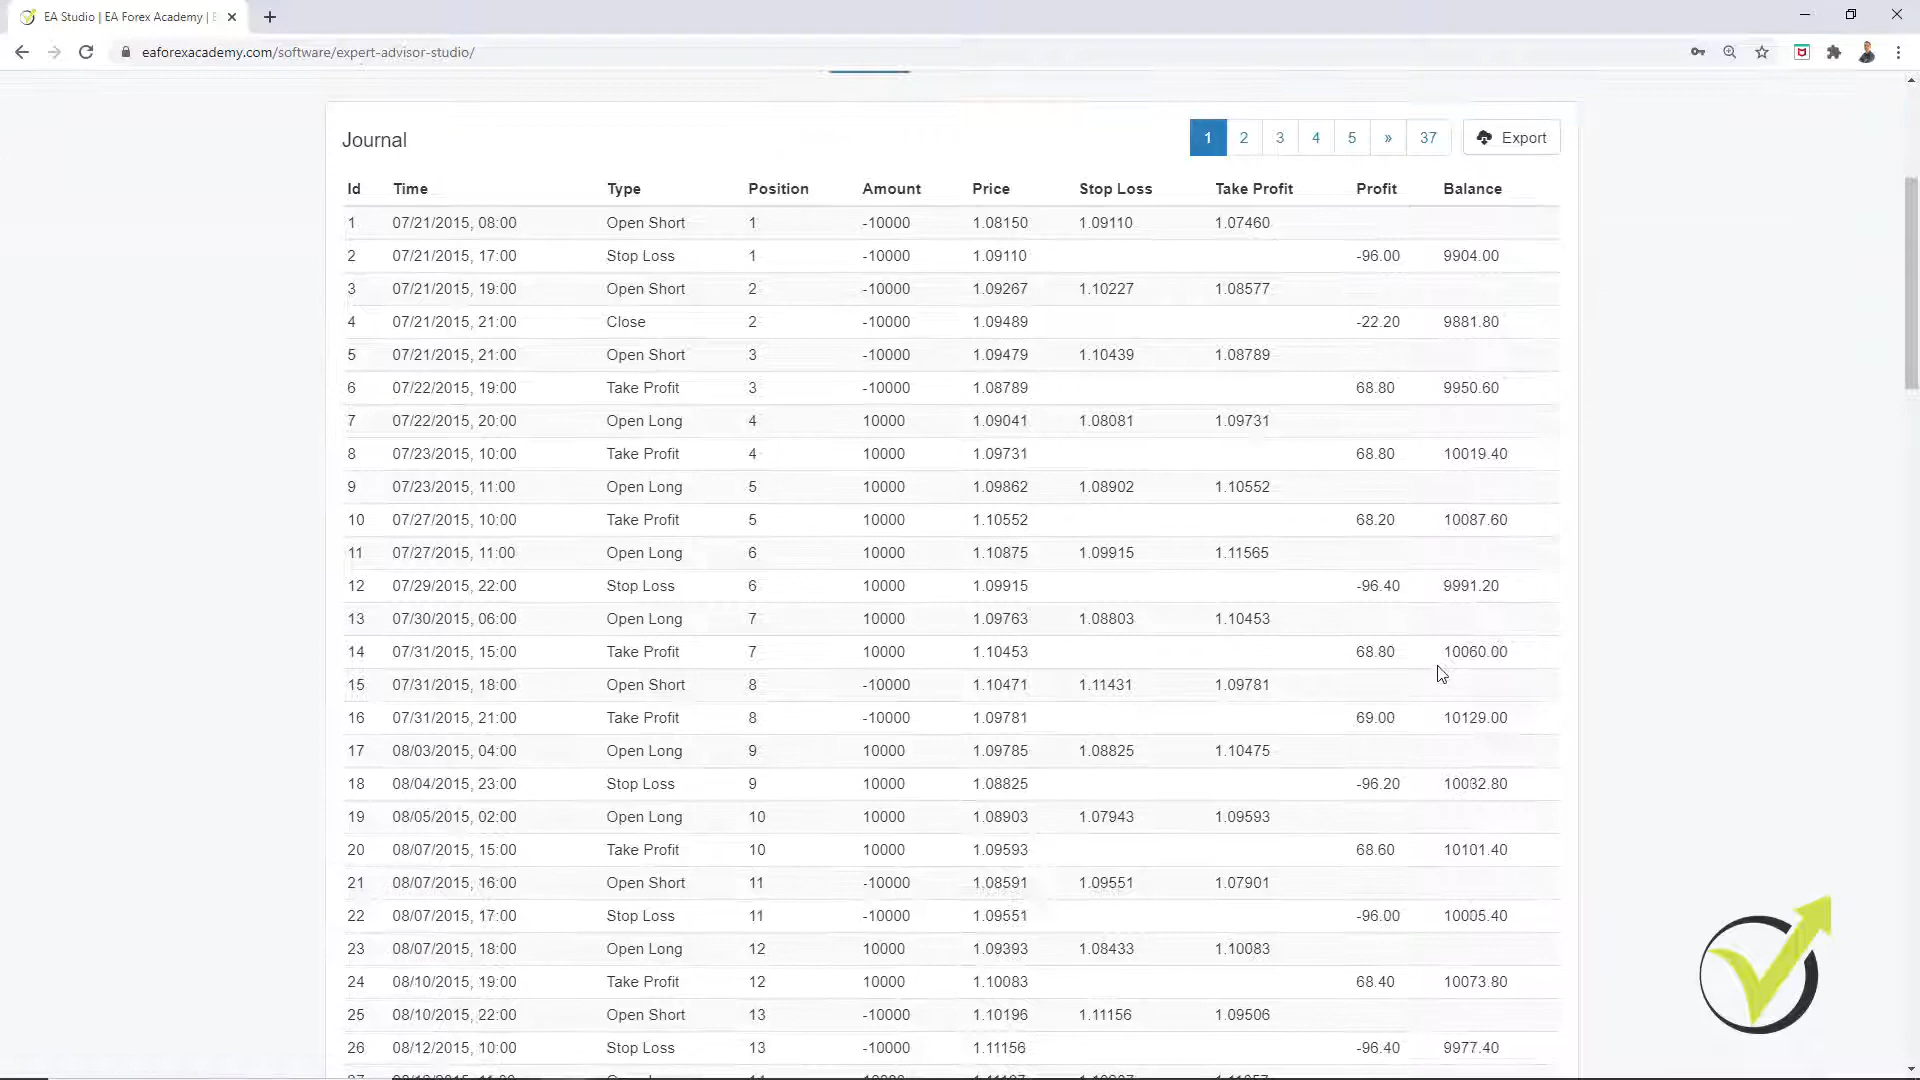 EA Studio | EA Forex Academy |
eaforexacademy.com/software/expert-advisor-studio/
Journal
1 2 3 4 5 » 37 Export
Id Time Type Position Amount Price Stop Loss Take Profit Profit Balance
1 07/21/2015, 08:00 Open Short 1 -10000 1.08150 1.09110 1.07460
2 07/21/2015, 17:00 Stop Loss 1 -10000 1.09110 -96.00 9904.00
3 07/21/2015, 19:00 Open Short 2 -10000 1.09267 1.10227 1.08577
4 07/21/2015, 21:00 Close 2 -10000 1.09489 -22.20 9881.80
5 07/21/2015, 21:00 Open Short 3 -10000 1.09479 1.10439 1.08789
6 07/22/2015, 19:00 Take Profit 3 -10000 1.08789 68.80 9950.60
7 07/22/2015, 20:00 Open Long 4 10000 1.09041 1.08081 1.09731
8 07/23/2015, 10:00 Take Profit 4 10000 1.09731 68.80 10019.40
9 07/23/2015, 11:00 Open Long 5 10000 1.09862 1.08902 1.10552
10 07/27/2015, 10:00 Take Profit 5 10000 1.10552 68.20 10087.60
11 07/27/2015, 11:00 Open Long 6 10000 1.10875 1.09915 1.11565
12 07/29/2015, 22:00 Stop Loss 6 10000 1.09915 -96.40 9991.20
13 07/30/2015, 06:00 Open Long 7 10000 1.09763 1.08803 1.10453
14 07/31/2015, 15:00 Take Profit 7 10000 1.10453 68.80 10060.00
15 07/31/2015, 18:00 Open Short 8 -10000 1.10471 1.11431 1.09781
16 07/31/2015, 21:00 Take Profit 8 -10000 1.09781 69.00 10129.00
17 08/03/2015, 04:00 Open Long 9 10000 1.09785 1.08825 1.10475
18 08/04/2015, 23:00 Stop Loss 9 10000 1.08825 -96.20 10032.80
19 08/05/2015, 02:00 Open Long 10 10000 1.08903 1.07943 1.09593
20 08/07/2015, 15:00 Take Profit 10 10000 1.09593 68.60 10101.40
21 08/07/2015, 16:00 Open Short 11 -10000 1.08591 1.09551 1.07901
22 08/07/2015, 17:00 Stop Loss 11 -10000 1.09551 -96.00 10005.40
23 08/07/2015, 18:00 Open Long 12 10000 1.09393 1.08433 1.10083
24 08/10/2015, 19:00 Take Profit 12 10000 1.10083 68.40 10073.80
25 08/10/2015, 22:00 Open Short 13 -10000 1.10196 1.11156 1.09506
26 08/12/2015, 10:00 Stop Loss 13 -10000 1.11156 -96.40 9977.40